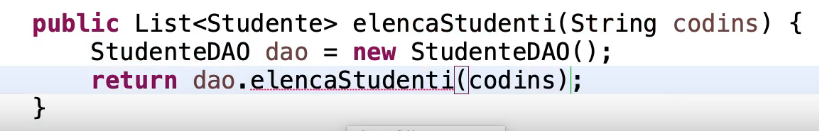 public List<Studente> elencaStudenti(String codins) {
    StudenteDAO dao = new StudenteDAO();
    return dao.elencaStudenti(codins);
}